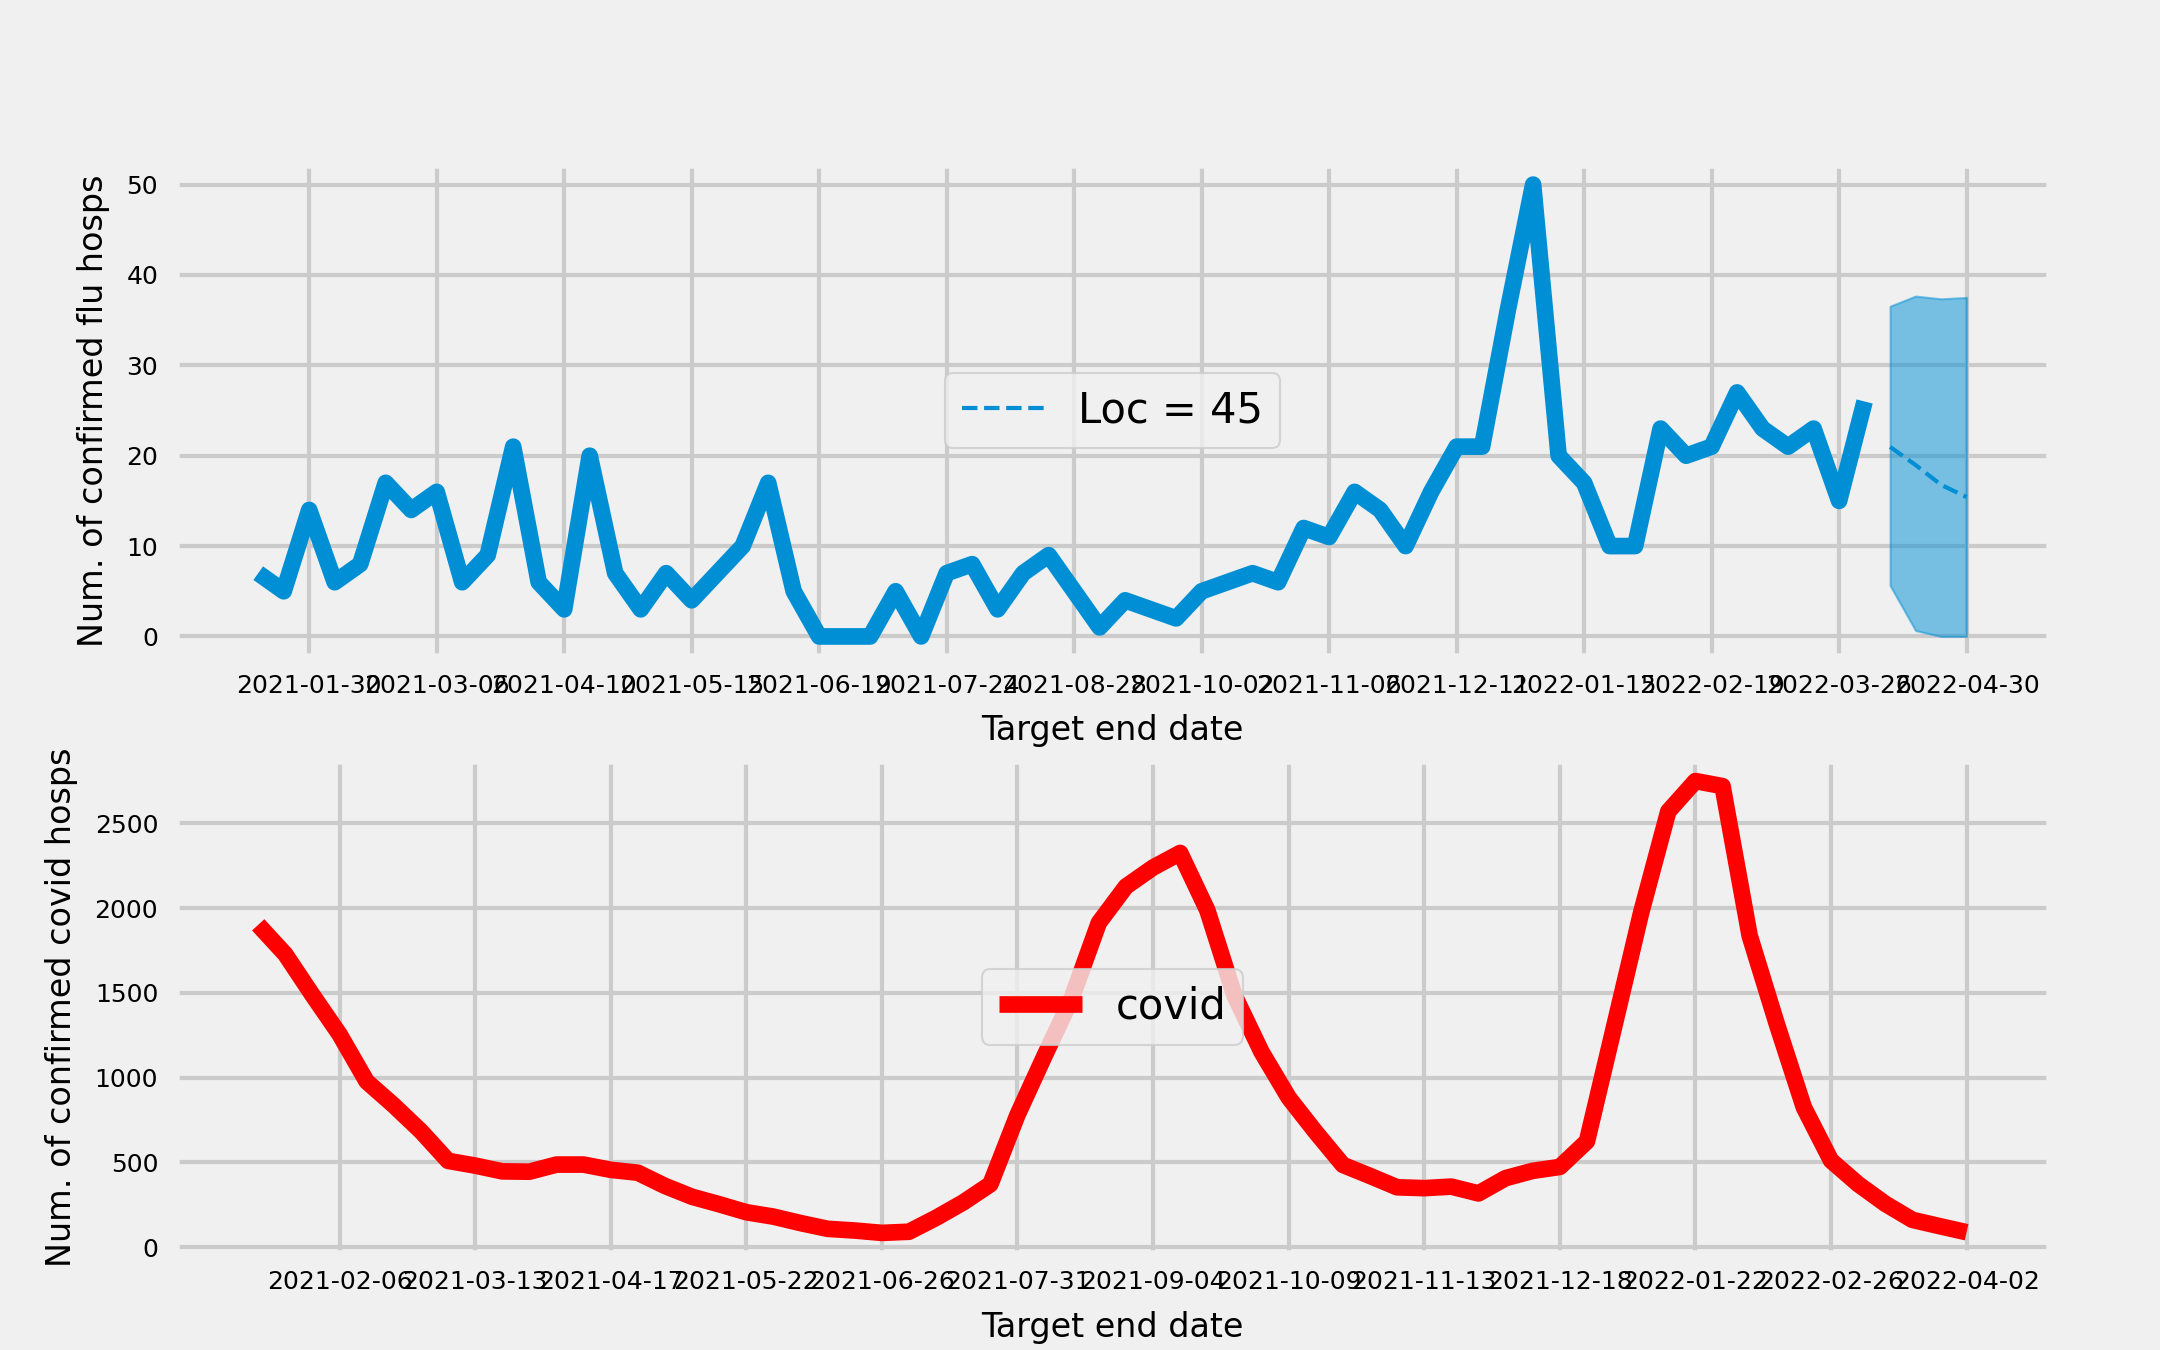 Num. of confirmed flu hosps
50
40
30
20
10
0
Loc = 45
2021-01-30 2021-03-06 2021-04-10 2021-05-15 2021-06-19 2021-07-24 2021-08-28 2021-10-02 2021-11-06 2021-12-11 2022-01-15 2022-02-19 2022-03-26 2022-04-30
Target end date
Num. of confirmed covid hosps
2500
2000
1500
1000
500
0
covid
2021-02-06 2021-03-13 2021-04-17 2021-05-22 2021-06-26 2021-07-31 2021-09-04 2021-10-09 2021-11-13 2021-12-18 2022-01-22 2022-02-26 2022-04-02
Target end date